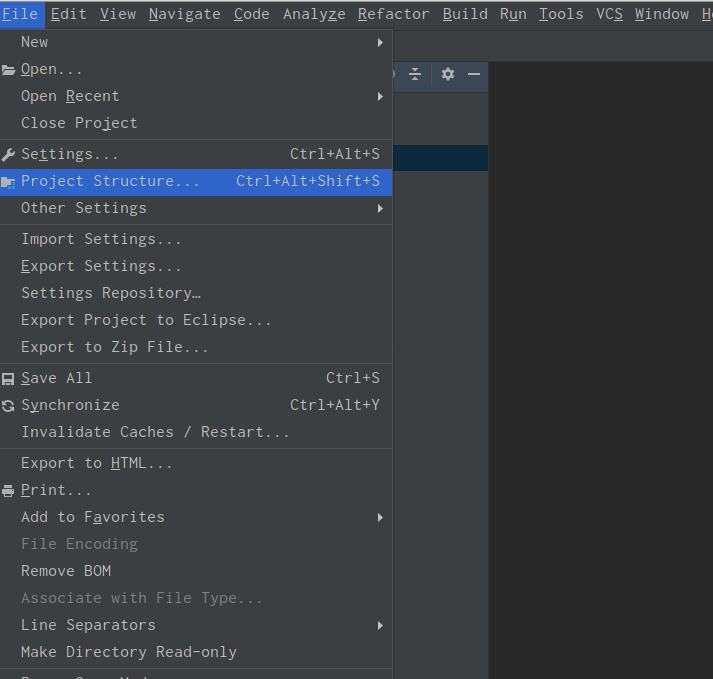 File Edit View Navigate Code Analyze Refactor Build Run Tools VCS Window
New
Open...
Open Recent
Close Project
Settings... Ctrl+Alt+S
Project Structure... Ctrl+Alt+Shift+S
Other Settings
Import Settings...
Export Settings...
Settings Repository…
Export Project to Eclipse...
Export to Zip File...
Save All Ctrl+S
Synchronize Ctrl+Alt+Y
Invalidate Caches / Restart...
Export to HTML...
Print...
Add to Favorites
File Encoding
Remove BOM
Associate with File Type...
Line Separators
Make Directory Read-only